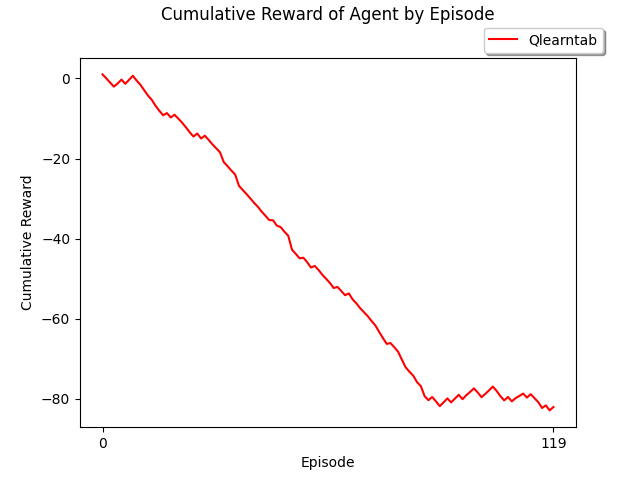 Cumulative Reward of Agent by Episode
Qlearntab
0
−20
−40
−60
−80
Cumulative Reward
0
119
Episode